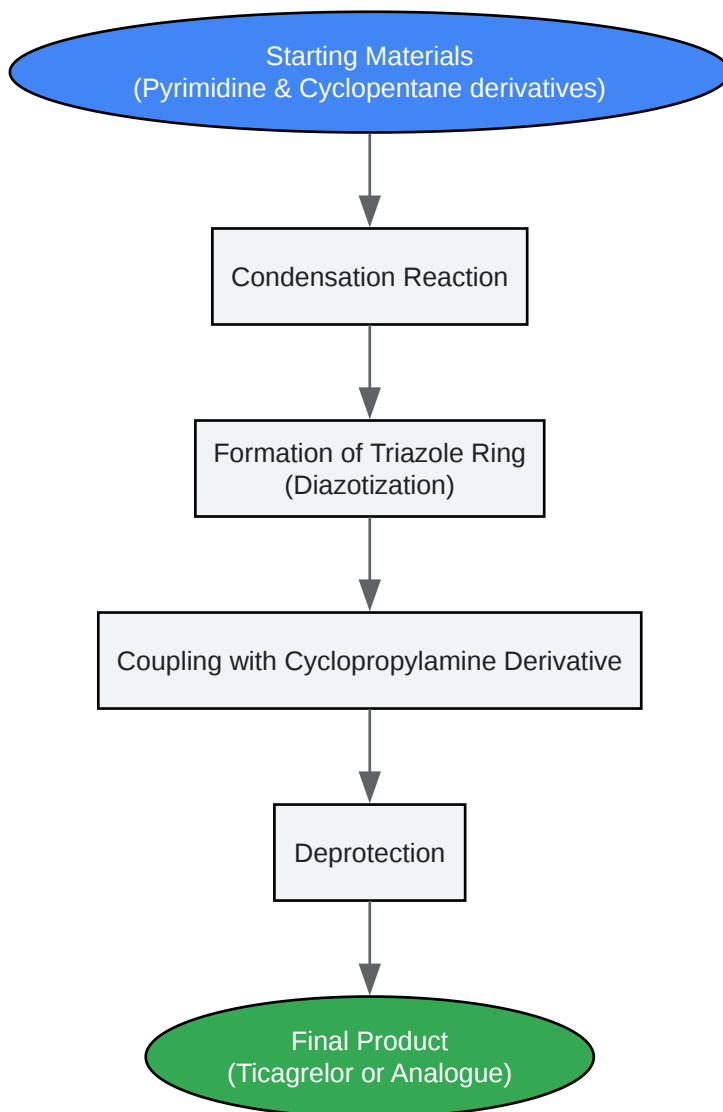 Starting Materials
(Pyrimidine & Cyclopentane derivatives)
Condensation Reaction
Formation of Triazole Ring
(Diazotization)
Coupling with Cyclopropylamine Derivative
Deprotection
Final Product
(Ticagrelor or Analogue)